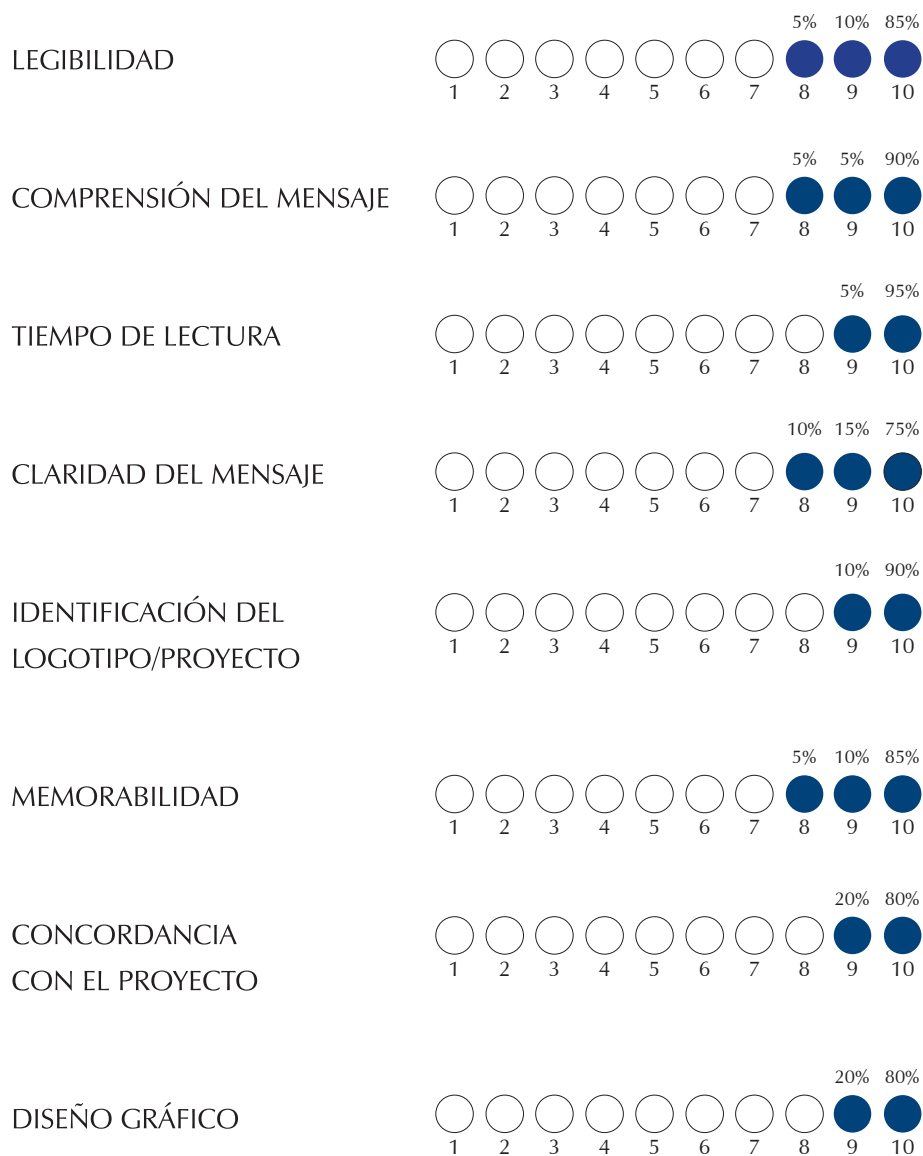 5% 10% 85%
LEGIBILIDAD
1 2 3 4 5 6 7 8 9 10
5% 5% 90%
COMPRENSIÓN DEL MENSAJE
1 2 3 4 5 6 7 8 9 10
5% 95%
TIEMPO DE LECTURA
1 2 3 4 5 6 7 8 9 10
10% 15% 75%
CLARIDAD DEL MENSAJE
1 2 3 4 5 6 7 8 9 10
10% 90%
IDENTIFICACIÓN DEL
LOGOTIPO/PROYECTO
1 2 3 4 5 6 7 8 9 10
5% 10% 85%
MEMORABILIDAD
1 2 3 4 5 6 7 8 9 10
20% 80%
CONCORDANCIA
CON EL PROYECTO
1 2 3 4 5 6 7 8 9 10
20% 80%
DISEÑO GRÁFICO
1 2 3 4 5 6 7 8 9 10